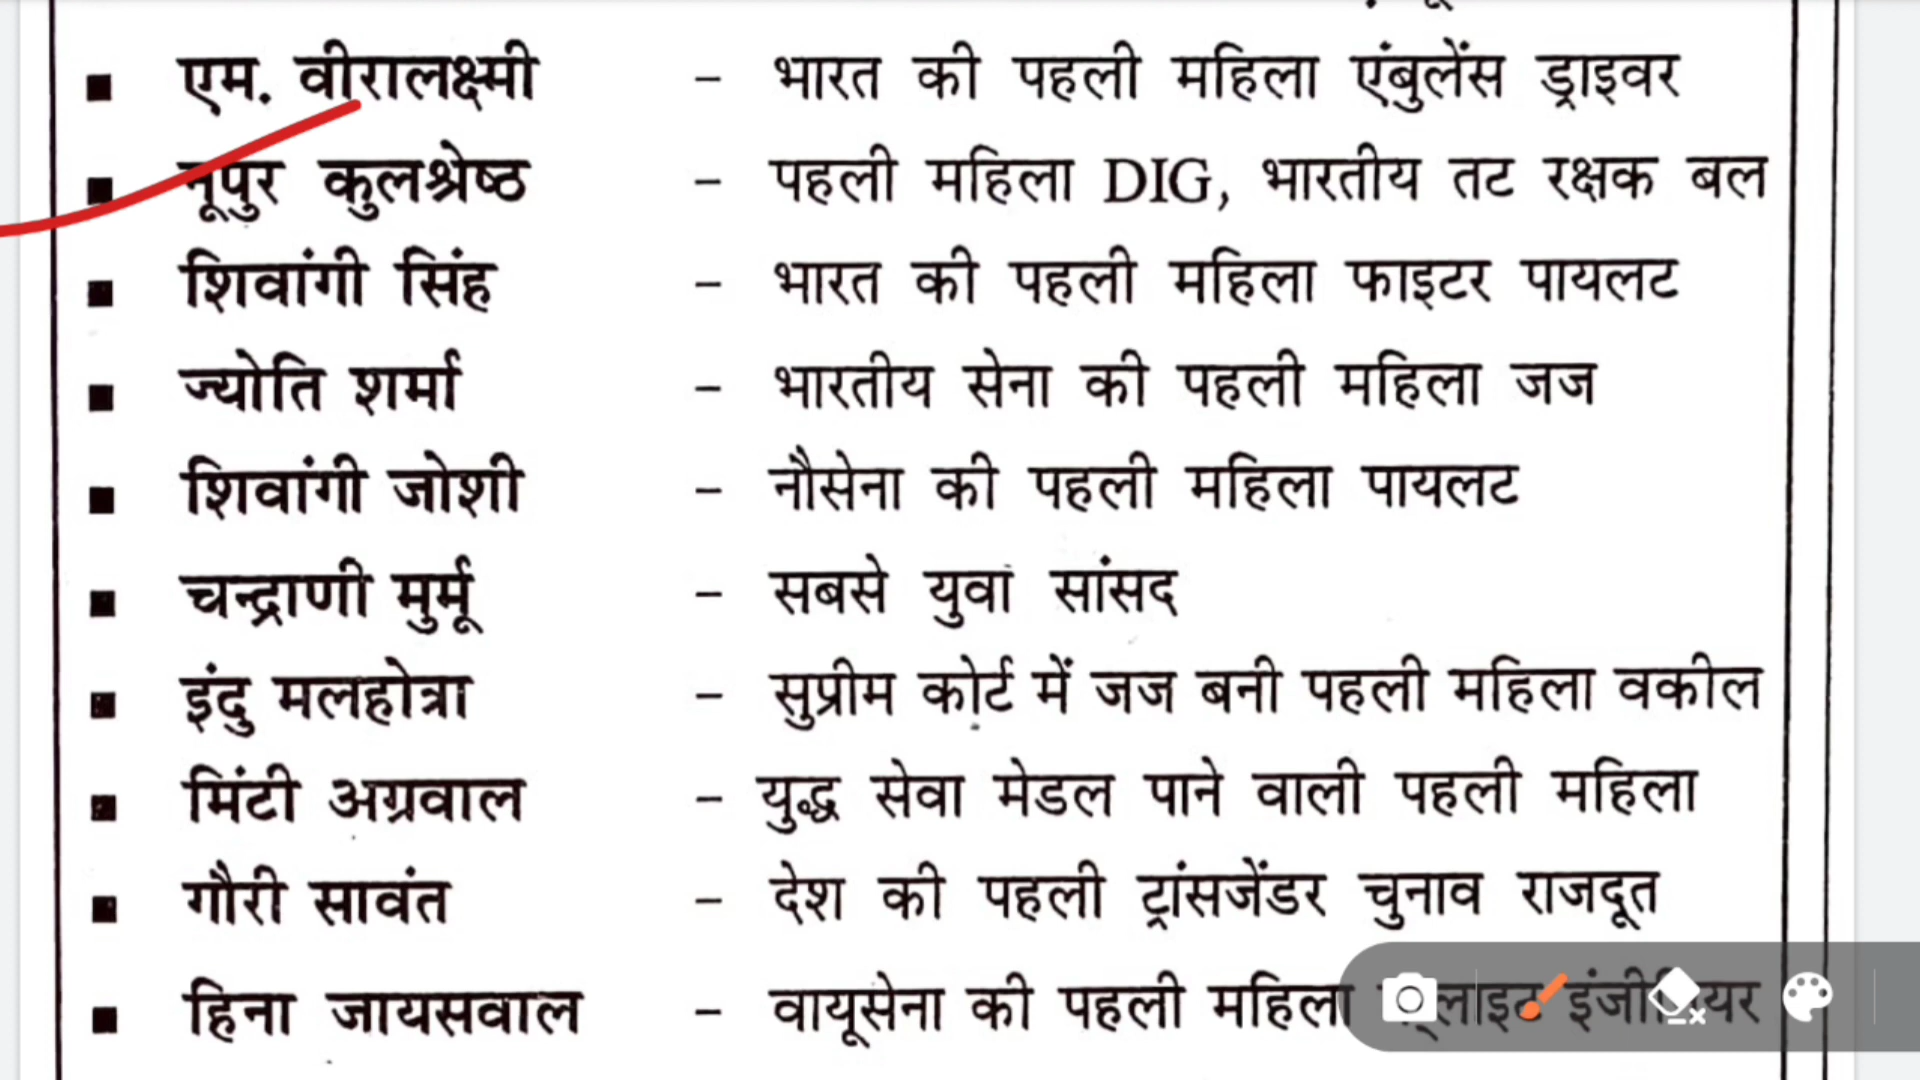 ▪ एम. वीरालक्ष्मी – भारत की पहली महिला एंबुलेंस ड्राइवर
▪ नूपुर कुलश्रेष्ठ – पहली महिला DIG, भारतीय तट रक्षक बल
▪ शिवांगी सिंह – भारत की पहली महिला फाइटर पायलट
▪ ज्योति शर्मा – भारतीय सेना की पहली महिला जज
▪ शिवांगी जोशी – नौसेना की पहली महिला पायलट
▪ चन्द्राणी मुर्मू – सबसे युवा सांसद
▪ इंदु मलहोत्रा – सुप्रीम कोर्ट में जज बनी पहली महिला वकील
▪ मिंटी अग्रवाल – युद्ध सेवा मेडल पाने वाली पहली महिला
▪ गौरी सावंत – देश की पहली ट्रांसजेंडर चुनाव राजदूत
▪ हिना जायसवाल – वायूसेना की पहली महिला